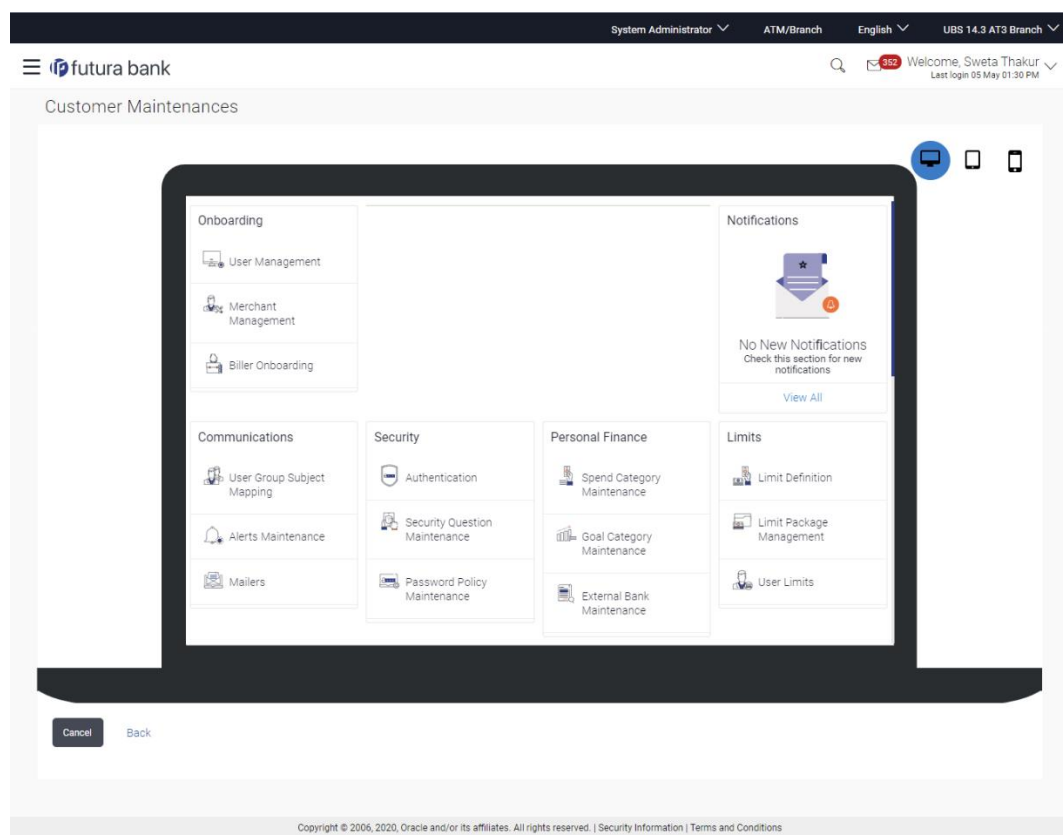 System Administrator ATM/Branch English UBS 14.3 AT3 Branch
futura bank
352 Welcome, Sweta Thakur
Last login 05 May 01:30 PM
Customer Maintenances
Onboarding
User Management
Merchant
Management
Biller Onboarding
Notifications
No New Notifications
Check this section for new
notifications
View All
Communications
User Group Subject
Mapping
Alerts Maintenance
Mailers
Security
Authentication
Security Question
Maintenance
Password Policy
Maintenance
Personal Finance
Spend Category
Maintenance
Goal Category
Maintenance
External Bank
Maintenance
Limits
Limit Definition
Limit Package
Management
User Limits
Cancel Back
Copyright © 2006, 2020, Oracle and/or its affiliates. All rights reserved. | Security Information | Terms and Conditions